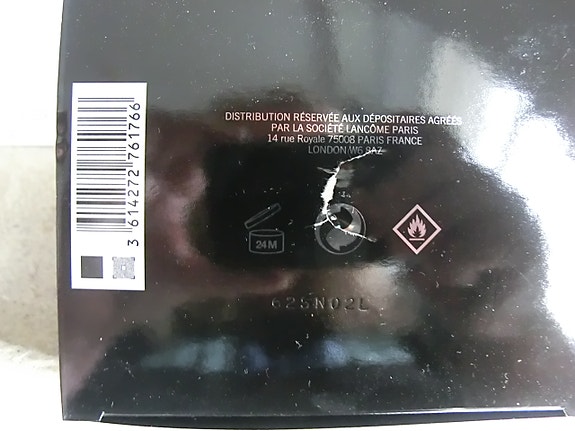 DISTRIBUTION RÉSERVÉE AUX DÉPOSITAIRES AGRÉÉS
PAR LA SOCIÉTÉ LANCÔME PARIS
14 rue Royale 75008 PARIS FRANCE
LONDON W6 8AZ
3 614272 761766
24M
625N02L